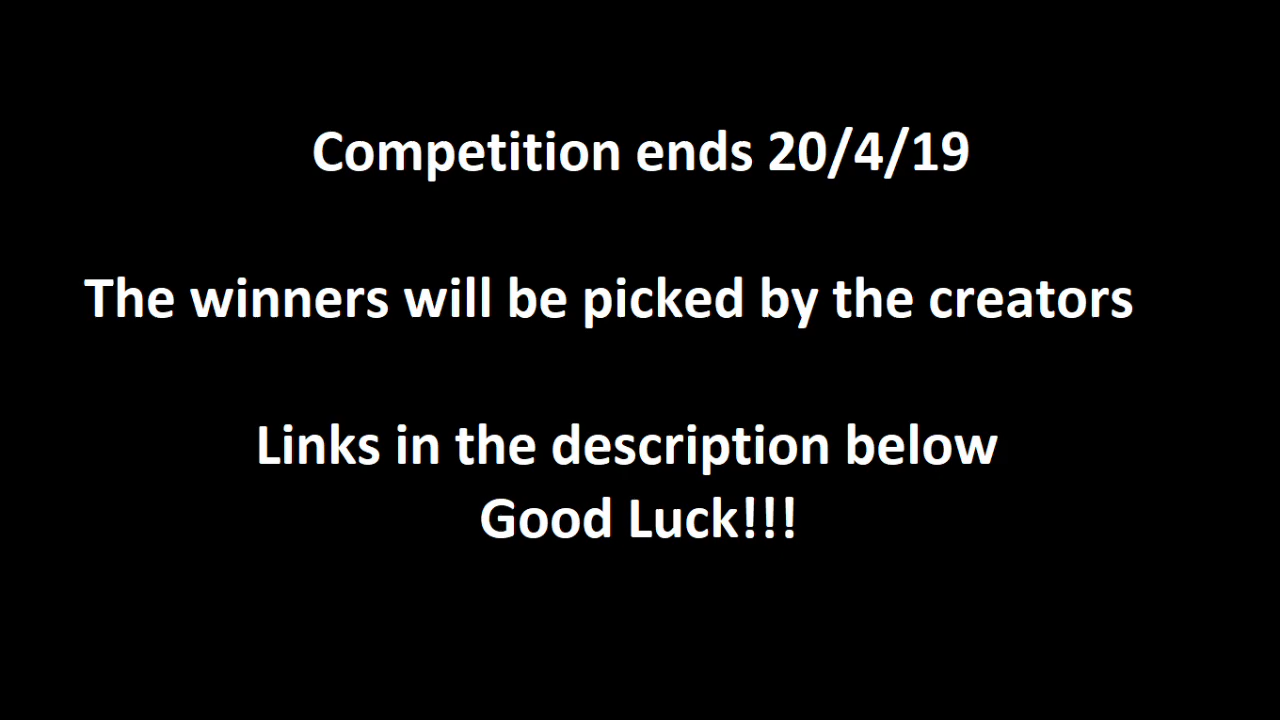 Competition ends 20/4/19
The winners will be picked by the creators
Links in the description below
Good Luck!!!